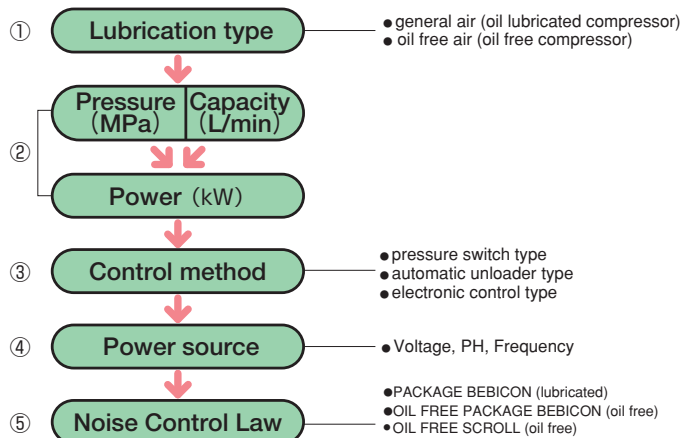 ① Lubrication type
● general air (oil lubricated compressor)
● oil free air (oil free compressor)
②
Pressure Capacity
(MPa) (L/min)
Power (kW)
③ Control method
● pressure switch type
● automatic unloader type
● electronic control type
④ Power source
● Voltage, PH, Frequency
⑤ Noise Control Law
●PACKAGE BEBICON (lubricated)
●OIL FREE PACKAGE BEBICON (oil free)
● OIL FREE SCROLL (oil free)